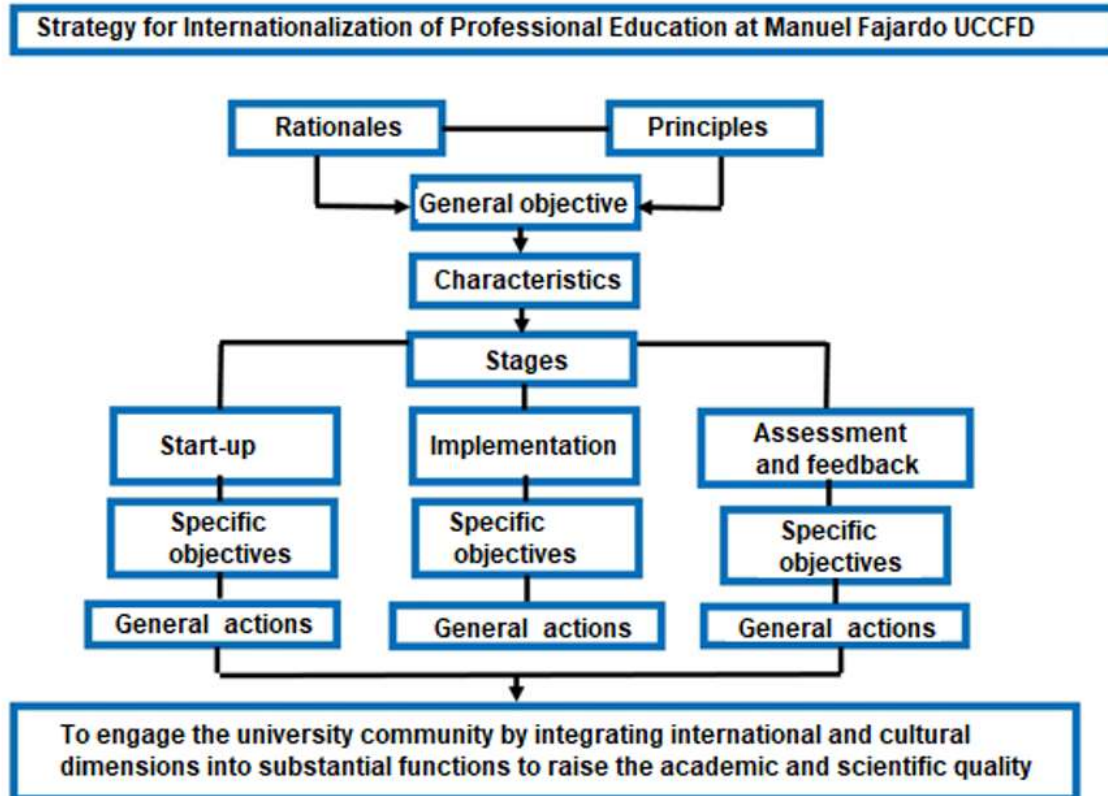 Strategy for Internationalization of Professional Education at Manuel Fajardo UCCFD
Rationales
Principles
General objective
Characteristics
Stages
Start-up
Implementation
Assessment
and feedback
Specific
objectives
Specific
objectives
Specific
objectives
General actions
General actions
General actions
To engage the university community by integrating international and cultural
dimensions into substantial functions to raise the academic and scientific quality